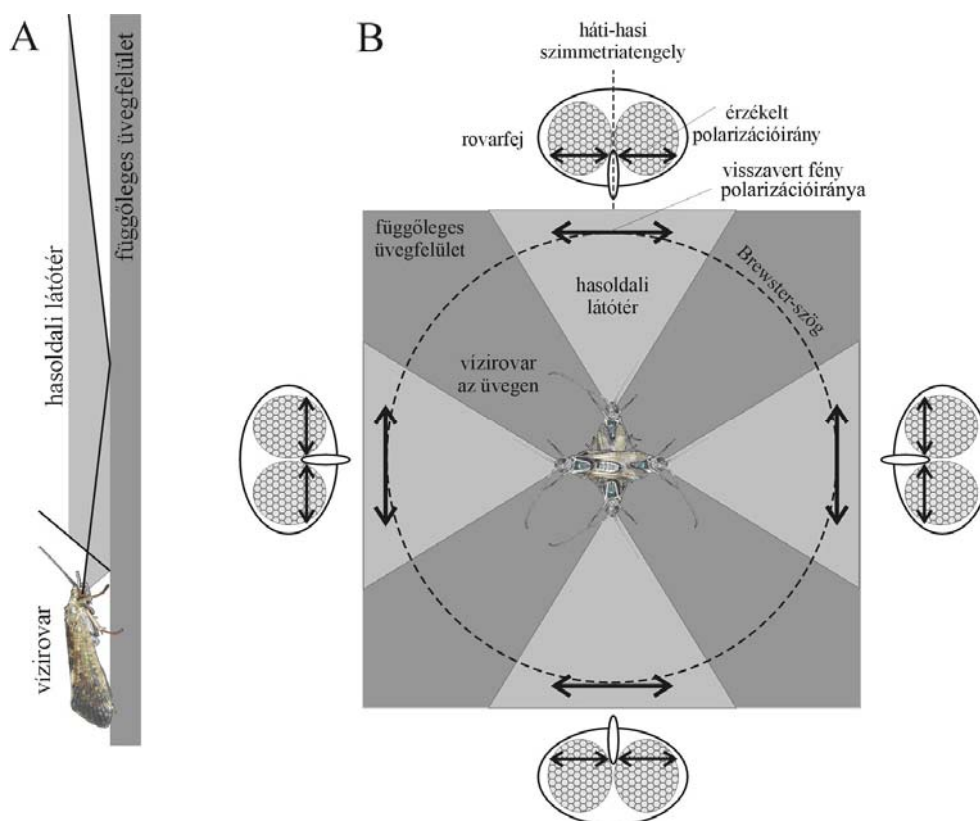 A
függőleges üvegfelület
hasoldali látótér
vízirovar
B
háti-hasi
szimmetriatengely
rovarfej
érzékelt
polarizációirány
visszavert fény
polarizációiránya
függőleges
üvegfelület
hasoldali
látótér
Brewster-szög
vízirovar
az üvegen